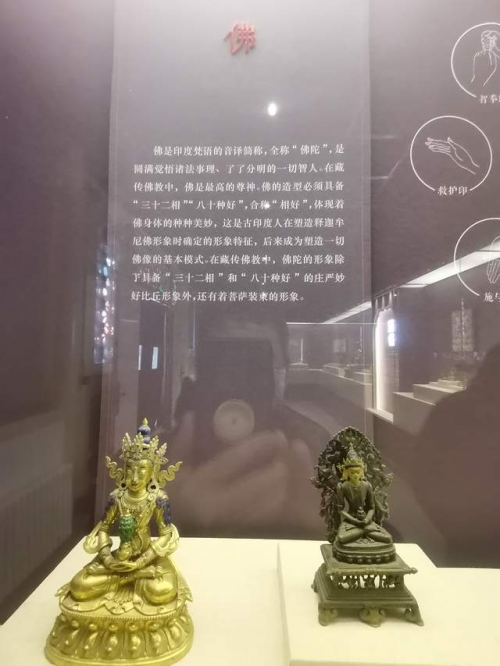 佛
佛是印度梵语的音译简称,全称“佛陀”,是
圆满觉悟诸法事理、了了分明的一切智人。在藏
传佛教中,佛是最高的尊神。佛的造型必须具备
“三十二相”“八十种好”,合称“相好”,体现着
佛身体的种种美妙,这是古印度人在塑造释迦牟
尼佛形象时确定的形象特征,后来成为塑造一切
佛像的基本模式。在藏传佛教中,佛陀的形象除
了具备“三十二相”和“八十种好”的庄严妙
好比丘形象外,还有着菩萨装束的形象。
智拳
救护印
施与